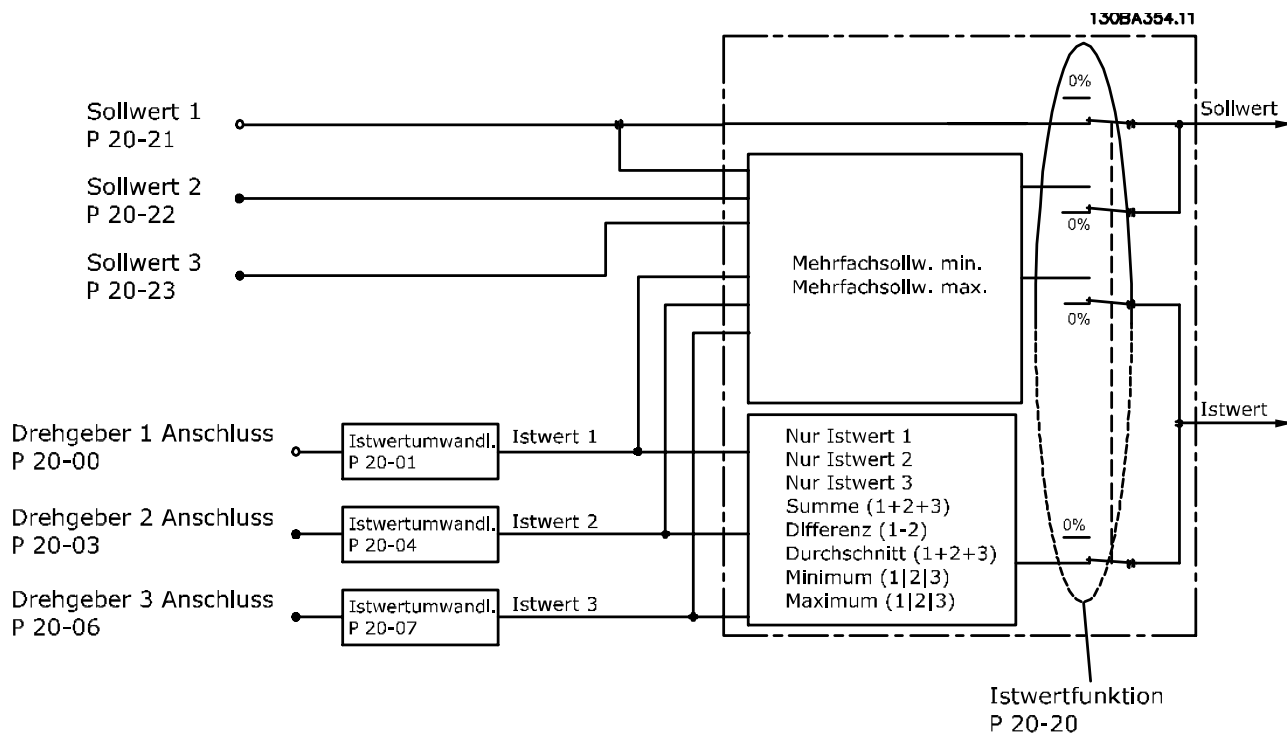 130BA354.11
0%
Sollwert 1
P 20-21
Sollwert
Sollwert 2
P 20-22
0%
Sollwert 3
P 20-23
Mehrfachsollw. min.
Mehrfachsollw. max.
0%
Drehgeber 1 Anschluss
P 20-00
Istwertumwandl.
P 20-01
Istwert 1
Istwert
Drehgeber 2 Anschluss
P 20-03
Istwertumwandl.
P 20-04
Istwert 2
Drehgeber 3 Anschluss
P 20-06
Istwertumwandl.
P 20-07
Istwert 3
Nur Istwert 1
Nur Istwert 2
Nur Istwert 3
Summe (1+2+3)
Differenz (1-2)
Durchschnitt (1+2+3)
Minimum (1|2|3)
Maximum (1|2|3)
0%
Istwertfunktion
P 20-20